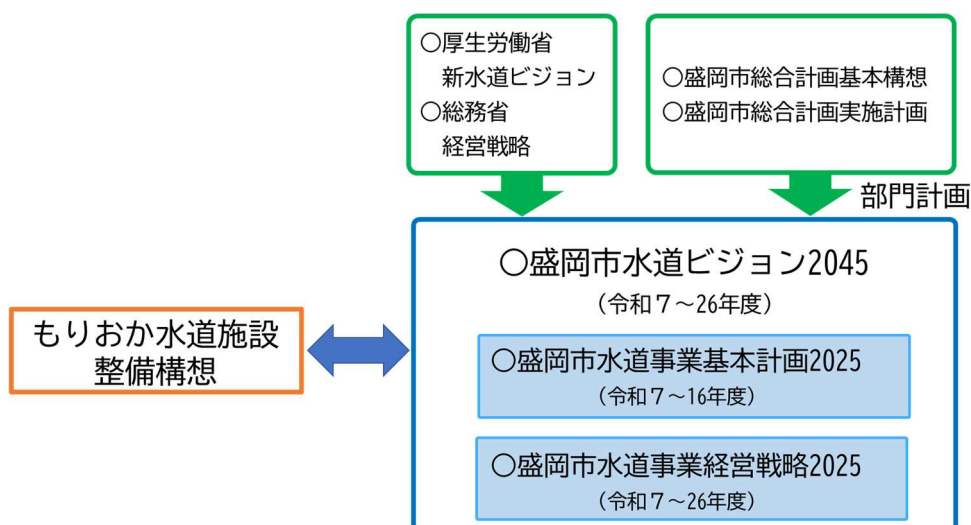 ○厚生労働省
新水道ビジョン
○総務省
経営戦略
○盛岡市総合計画基本構想
○盛岡市総合計画実施計画
部門計画
○盛岡市水道ビジョン2045
（令和７～26年度）
もりおか水道施設
整備構想
○盛岡市水道事業基本計画2025
（令和７～16年度）
○盛岡市水道事業経営戦略2025
（令和７～26年度）